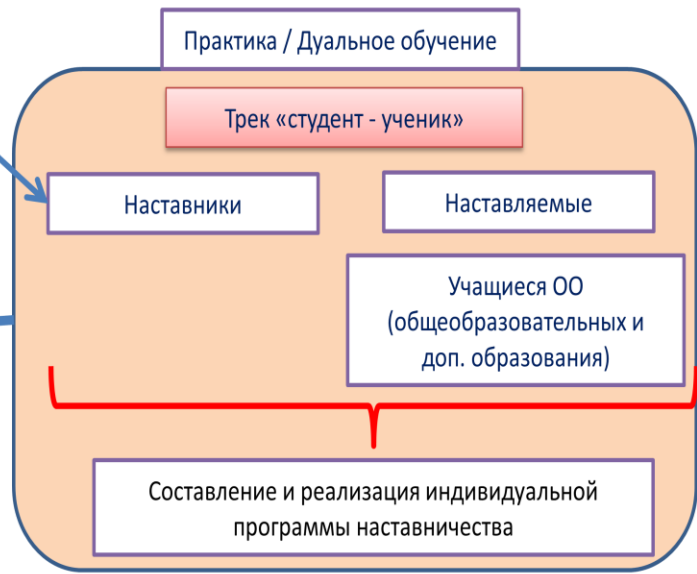 Практика / Дуальное обучение
Трек «студент - ученик»
Наставники
Наставляемые
Учащиеся ОО
(общеобразовательных и
доп. образования)
Составление и реализация индивидуальной
программы наставничества